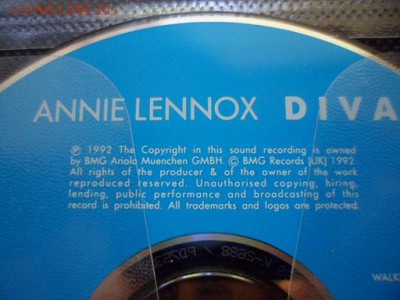 ANNIE LENNOX DIVA
℗ 1992 The Copyright in this sound recording is owned
by BMG Ariola Muenchen GMBH. © BMG Records (UK) 1992
All rights of the producer & of the owner of the work
reproduced reserved. Unauthorised copying, hiring,
lending, public performance and broadcasting of this
record is prohibited. All trademarks and logos are protected.